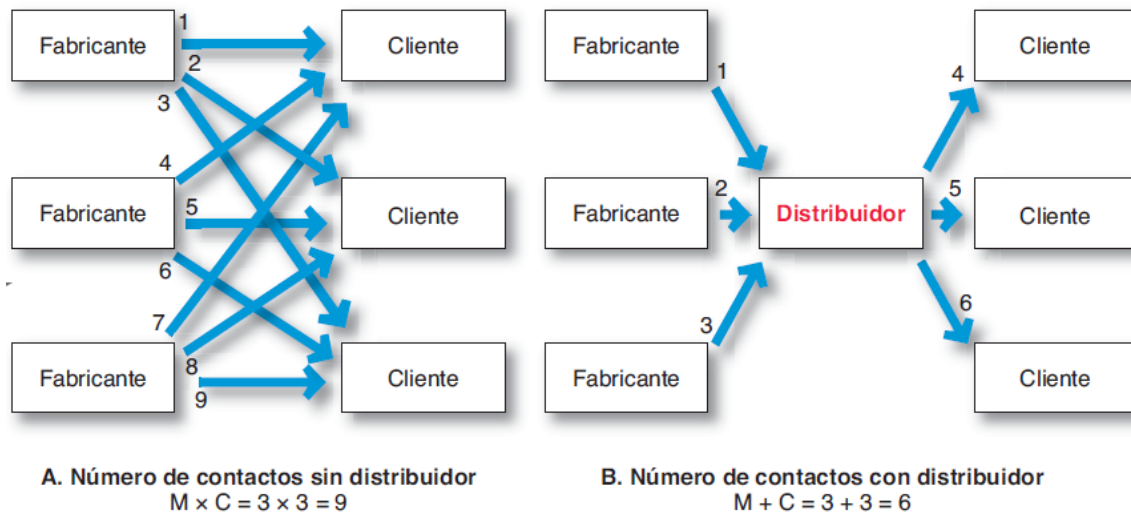 1
Fabricante
Cliente
2
3
4
Fabricante
5
Cliente
6
7
Fabricante
8
9
Cliente
A. Número de contactos sin distribuidor
M × C = 3 × 3 = 9
Fabricante
1
4
Cliente
Fabricante
2
Distribuidor
5
Cliente
3
6
Fabricante
Cliente
B. Número de contactos con distribuidor
M + C = 3 + 3 = 6